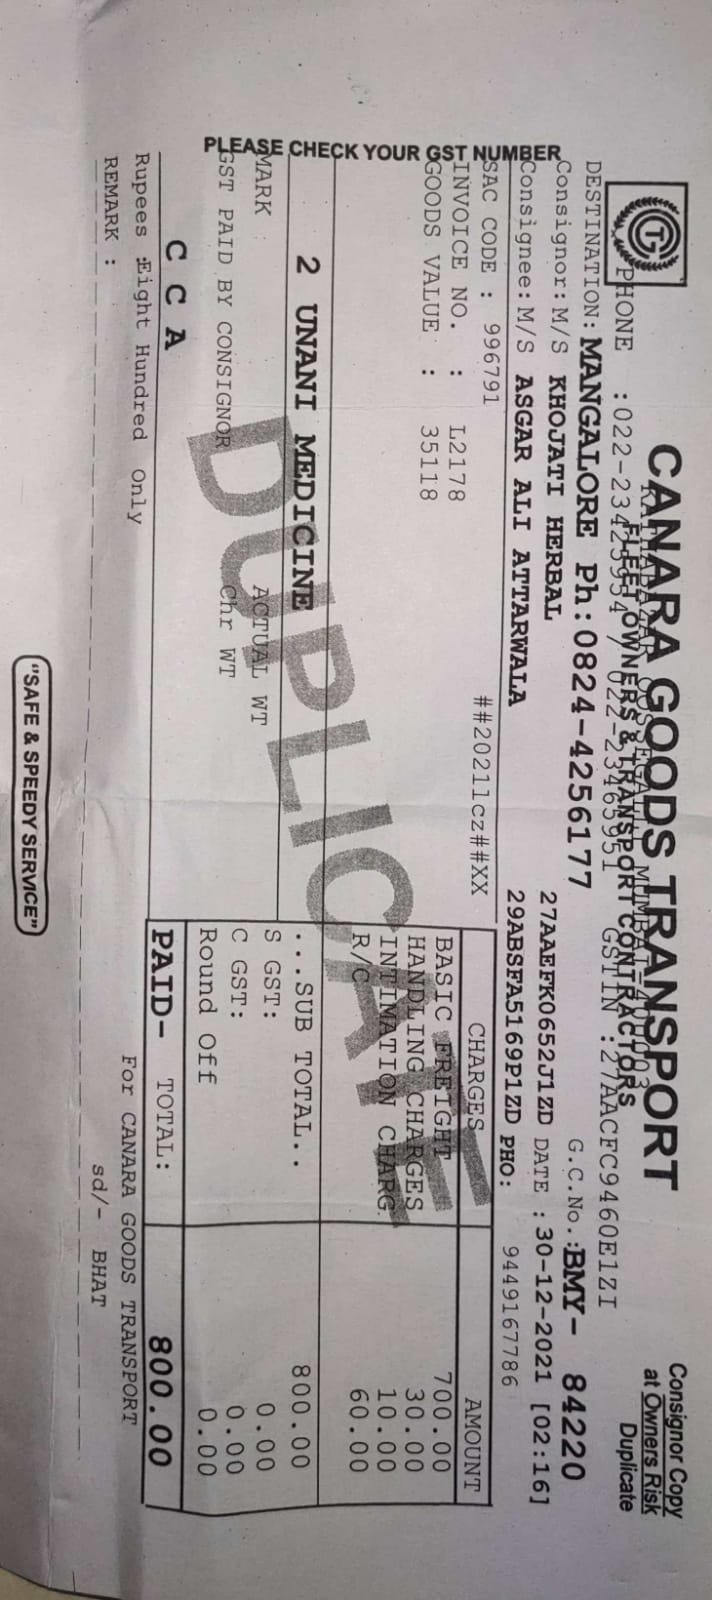 CANARA GOODS TRANSPORT
Consignor Copy
at Owners Risk
Duplicate
FLEET OWNERS & TRANSPORT CONTRACTORS
PHONE :022-23425954 / 022-23465951 GSTIN :27AACFC9460E1ZI
DESTINATION: MANGALORE Ph:0824-4256177 G.C.No.:BMY- 84220
Consignor: M/S KHOJATI HERBAL 27AAEFK0652J1ZD DATE :30-12-2021 [02:16]
Consignee: M/S ASGAR ALI ATTARWALA 29ABSFA5169P1ZD PHO: 9449167786
PLEASE CHECK YOUR GST NUMBER
SAC CODE : 996791 ##20211cz##XX CHARGES AMOUNT
INVOICE NO. : L2178 BASIC FREIGHT 700.00
GOODS VALUE : 35118 HANDLING CHARGES 30.00
INTIMATION CHARG 10.00
R/C 60.00
2 UNANI MEDICINE ...SUB TOTAL.. 800.00
MARK ACTUAL WT S GST: 0.00
GST PAID BY CONSIGNOR Chr WT C GST: 0.00
Round Off 0.00
C C A PAID- TOTAL: 800.00
Rupees :Eight Hundred Only For CANARA GOODS TRANSPORT
REMARK : sd/- BHAT
"SAFE & SPEEDY SERVICE"
DUPLICATE